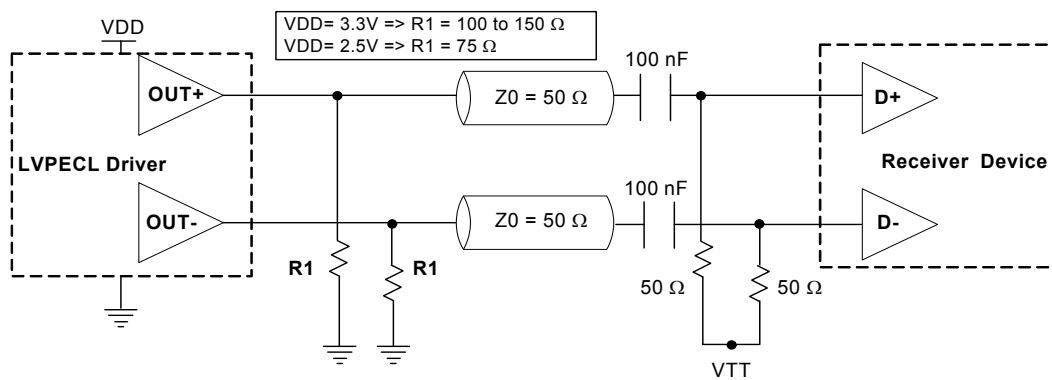 VDD
VDD= 3.3V => R1 = 100 to 150 Ω
VDD= 2.5V => R1 = 75 Ω
100 nF
OUT+
Z0 = 50 Ω
D+
LVPECL Driver
Receiver Device
100 nF
OUT-
Z0 = 50 Ω
D-
R1
R1
50 Ω
50 Ω
VTT